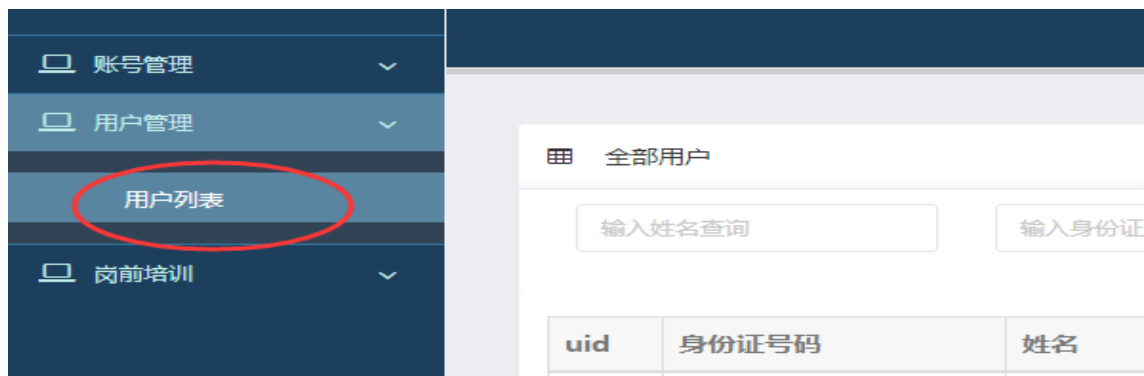 账号管理
用户管理
用户列表
岗前培训
全部用户
输入姓名查询
输入身份证
uid 身份证号码 姓名